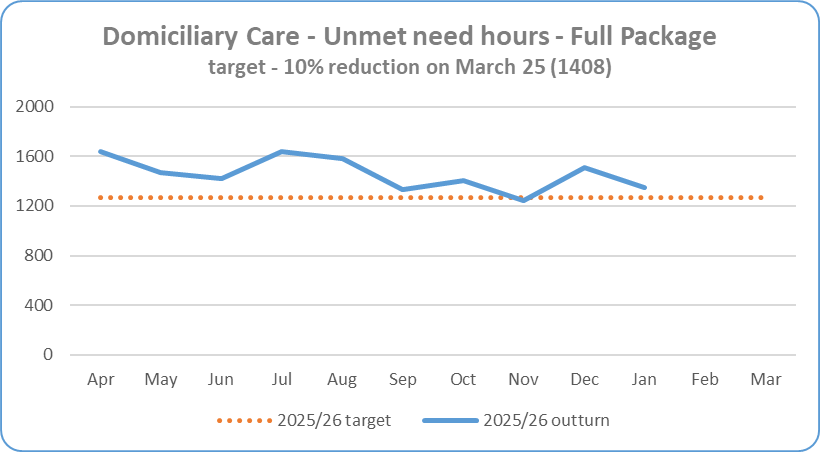 Domiciliary Care - Unmet need hours - Full Package
target - 10% reduction on March 25 (1408)
2000
1600
1200
800
400
0
Apr May Jun Jul Aug Sep Oct Nov Dec Jan Feb Mar
2025/26 target 2025/26 outturn